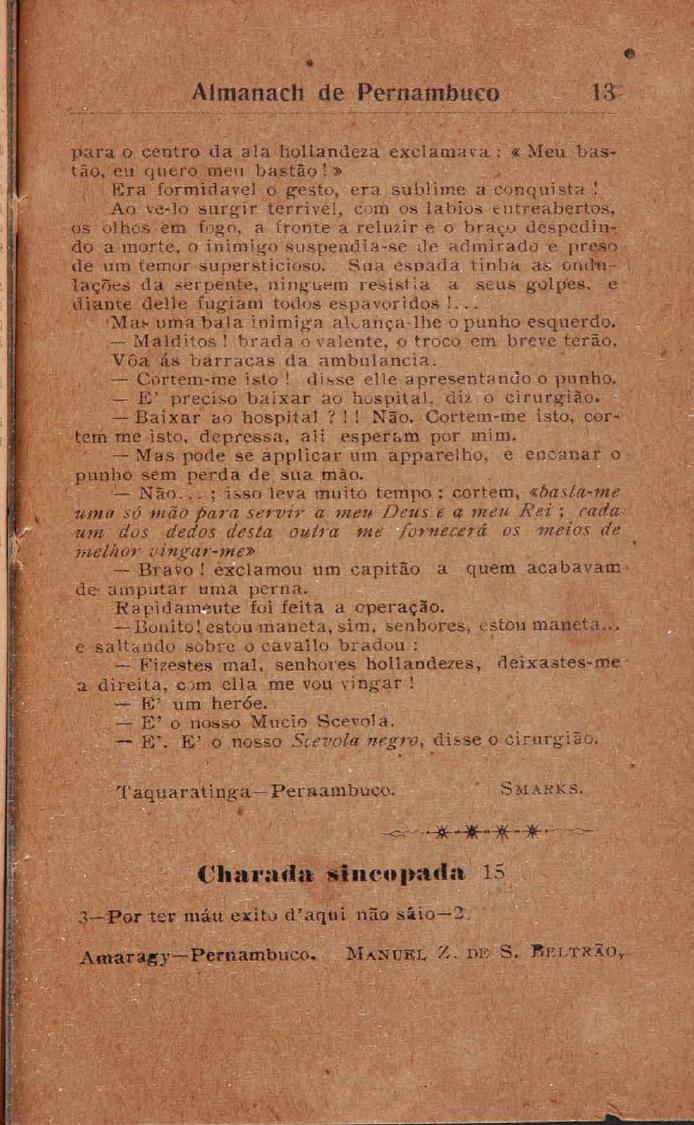 Almanach de Pernambuco 13
para o centro da ala hollandeza exclamava : « Meu bas-
tão, eu quero meu bastão ! »
Era formidavel o gesto, era sublime a conquista !
Ao ve-lo surgir terrivel, com os labios entreabertos,
os olhos em fogo, a fronte a reluzir e o braço despedin-
do a morte, o inimigo suspendia-se de admirado e preso
de um temor supersticioso. Sua espada tinha as ondu-
lações da serpente, ninguem resistia a seus golpes, e
diante delle fugiam todos espavoridos !...
Mas uma bala inimiga alcança-lhe o punho esquerdo.
— Malditos ! brada o valente, o troco em breve terão.
Vôa ás barracas da ambulancia.
— Cortem-me isto ! disse elle apresentando o punho.
— E' preciso baixar ao hospital, diz o cirurgião.
— Baixar ao hospital ? ! ! Não. Cortem-me isto, cor-
tem me isto, depressa, ali esperam por mim.
— Mas pode se applicar um apparelho, e encanar o
punho sem perda de sua mão.
— Não... ; isso leva muito tempo : cortem, «basta-me
uma só mão para servir a meu Deus e a meu Rei ; cada
um dos dedos desta outra me fornecerá os meios de
melhor vingar-me»
— Bravo ! exclamou um capitão a quem acabavam
de amputar uma perna.
Rapidamente foi feita a operação.
— Bonito! estou maneta, sim, senhores, estou maneta...
e saltando sobre o cavallo bradou :
— Fizestes mal, senhores hollandezes, deixastes-me
a direita, com ella me vou vingar !
— E' um heróe.
— E' o nosso Mucio Scevola.
— E'. E' o nosso Scevola negro, disse o cirurgião.
Taquaratinga—Pernambuco. SMARKS.
Charada sincopada 15
3—Por ter máu exito d'aqui não sáio—2.
Amaragy—Pernambuco. MANUEL Z. DE S. BELTRÃO,